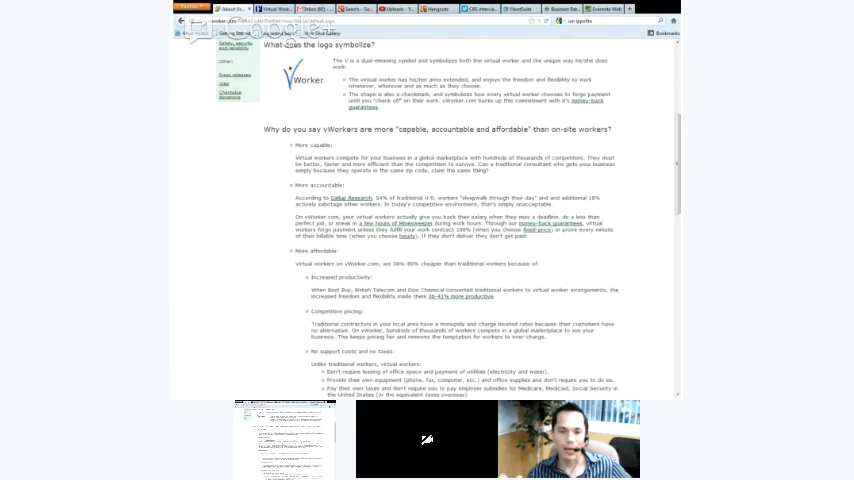 Firefox
About Us...
Virtual Work...
Inbox (6) -...
Search - Go...
Uploads - Y...
Hangouts
CBS intervie...
HootSuite
Business Bat...
Evernote Web
ian ippolito
Bookmarks
Safety, security
and reliability
Other:
Press releases
Jobs
Charitable
donations
What does the logo symbolize?
vWorker
The V is a dual-meaning symbol and symbolizes both the virtual worker and the unique way he/she does
work.
The virtual worker has his/her arms extended, and enjoys the freedom and flexibility to work
whenever, wherever and as much as they choose.
The shape is also a checkmark, and symbolizes how every virtual worker chooses to forgo payment
until you "check off" on their work. vWorker.com backs up this commitment with it's money-back
guarantees.
Why do you say vWorkers are more "capable, accountable and affordable" than on-site workers?
More capable:
Virtual workers compete for your business in a global marketplace with hundreds of thousands of competitors. They must
be better, faster and more efficient than the competition to survive. Can a traditional consultant who gets your business
simply because they operate in the same zip code, claim the same thing?
More accountable:
According to Gallup Research, 54% of traditional U.S. workers "sleepwalk through their day" and and additional 18%
actively sabotage other workers. In today's competitive environment, that's simply unacceptable.
On vWorker.com, your virtual workers actually give you back their salary when they miss a deadline, do a less than
perfect job, or sneak in a few hours of Minesweeper during work hours. Through our money-back guarantees, virtual
workers forgo payment unless they fulfill your work contract 100% (when you choose fixed-price) or prove every minute
of their billable time (when you choose hourly). If they don't deliver they don't get paid.
More affordable:
Virtual workers on vWorker.com, are 36%-80% cheaper than traditional workers because of:
Increased productivity:
When Best Buy, British Telecom and Dow Chemical converted traditional workers to virtual worker arrangements, the
increased freedom and flexibility made them 36-41% more productive.
Competitive pricing:
Traditional contractors in your local area have a monopoly and charge bloated rates because their customers have
no alternative. On vWorker, hundreds of thousands of workers compete in a global marketplace to win your
business. The keeps pricing fair and removes the temptation for workers to over-charge.
No support costs and no taxes:
Unlike traditional workers, virtual workers:
Don't require leasing of office space and payment of utilities (electricity and water).
Provide their own equipment (phone, fax, computer, etc.) and office supplies and don't require you to do so.
Pay their own taxes and don't require you to pay employer subsidies for Medicare, Medicaid, Social Security in
the United States (or the equivalent taxes overseas)